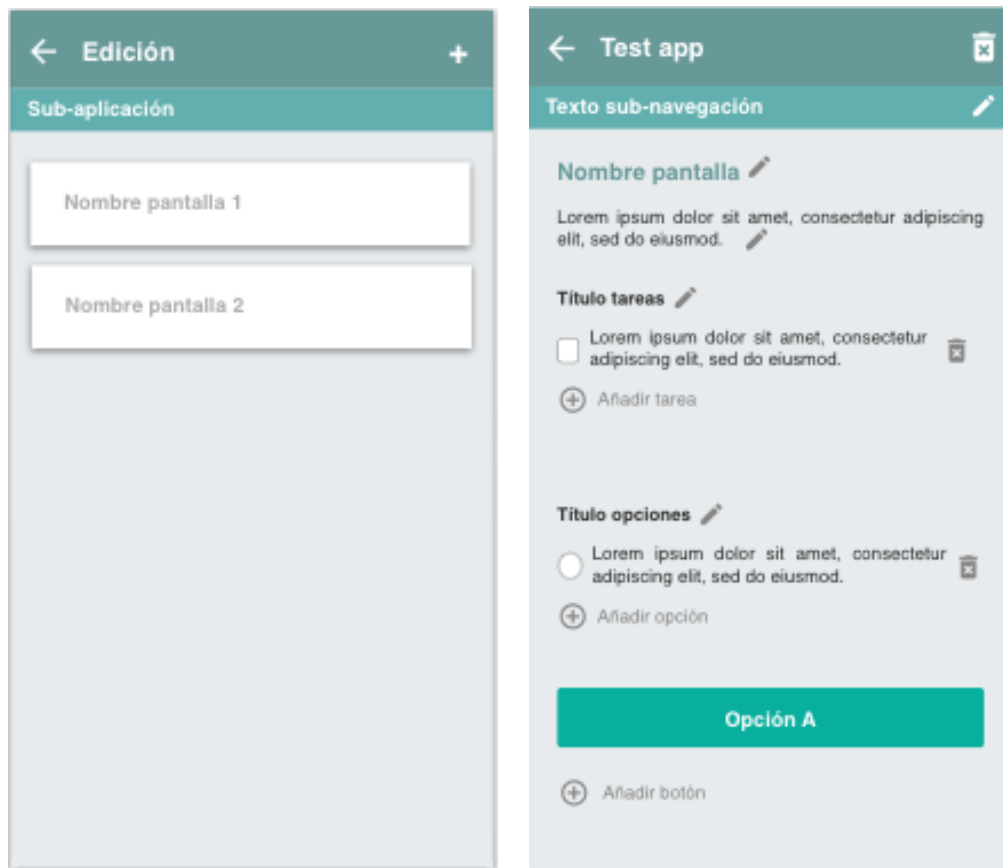 Edición
+
Sub-aplicación
Nombre pantalla 1
Nombre pantalla 2
Test app
Texto sub-navegación
Nombre pantalla
Lorem ipsum dolor sit amet, consectetur adipiscing
elit, sed do eiusmod.
Título tareas
Lorem ipsum dolor sit amet, consectetur
adipiscing elit, sed do eiusmod.
Añadir tarea
Título opciones
Lorem ipsum dolor sit amet, consectetur
adipiscing elit, sed do eiusmod.
Añadir opción
Opción A
Añadir botón